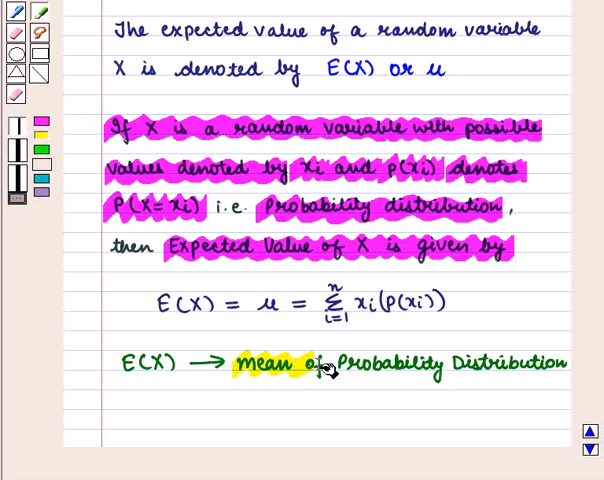 The expected value of a random variable
X is denoted by E(X) or μ
If X is a random variable with possible
values denoted by xi and p(xi) denotes
P(X=xi) i.e. Probability distribution,
then Expected Value of X is given by
E(X) = μ = n∑i=1 xi(p(xi))
E(X) → mean of Probability Distribution